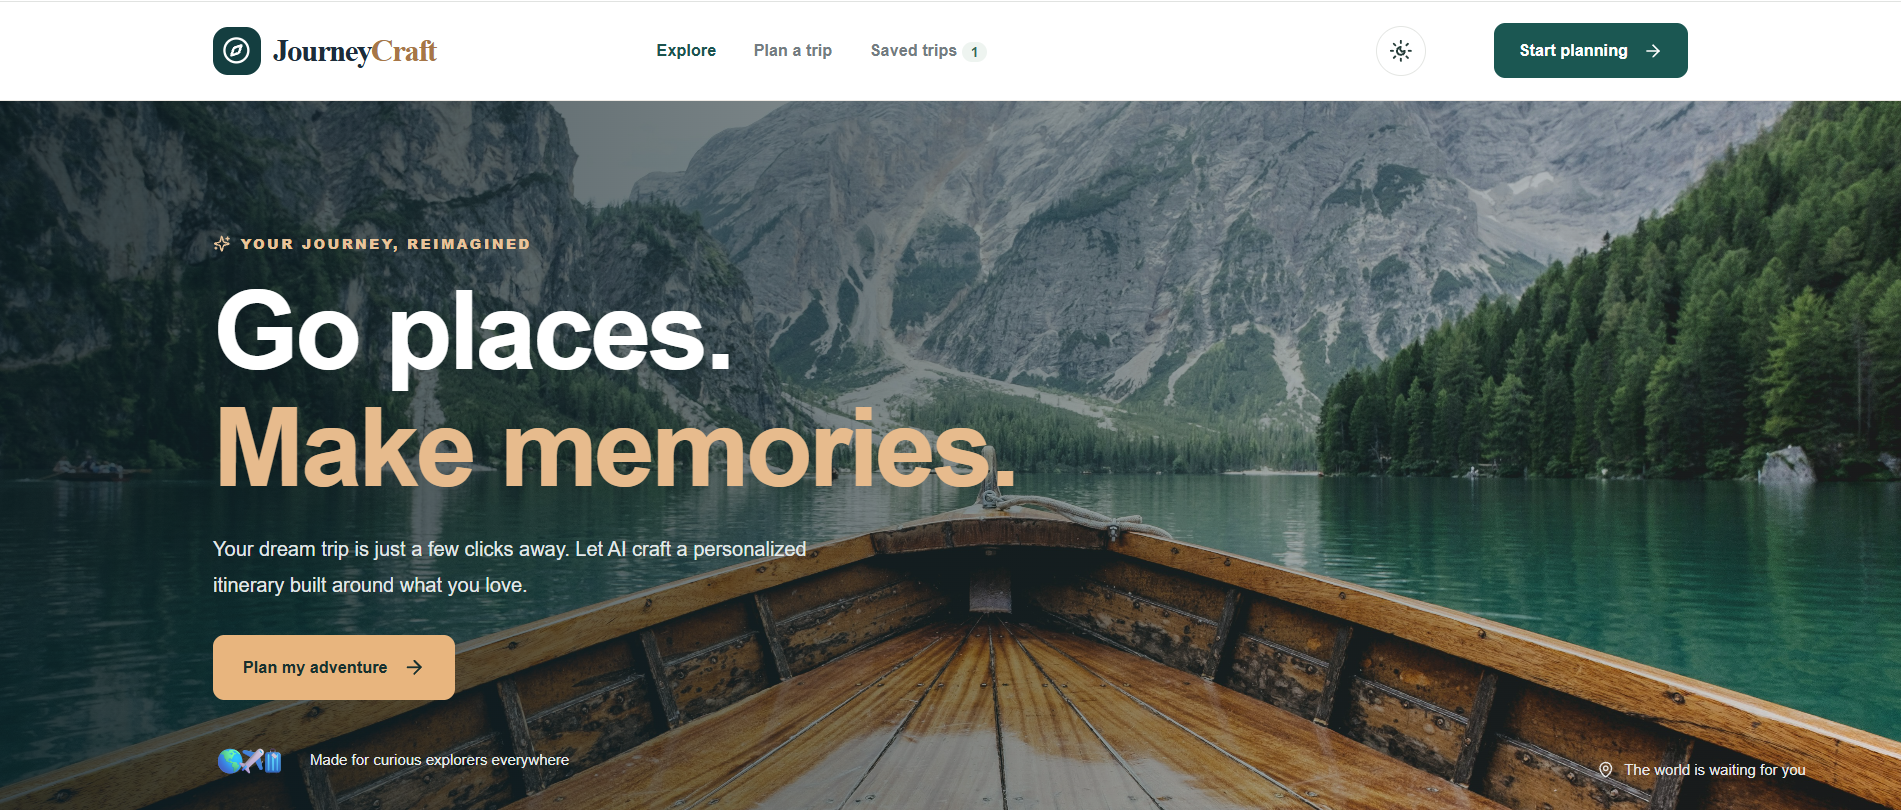 JourneyCraft
Explore
Plan a trip
Saved trips 1
Start planning
YOUR JOURNEY, REIMAGINED
Go places.
Make memories.
Your dream trip is just a few clicks away. Let AI craft a personalized
itinerary built around what you love.
Plan my adventure
Made for curious explorers everywhere
The world is waiting for you